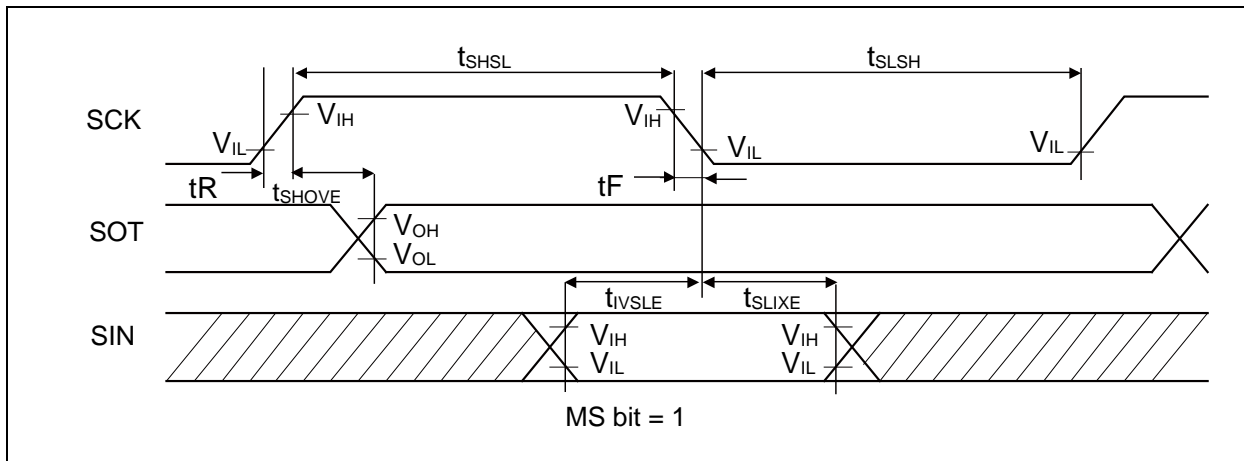 tSHSL
tSLSH
SCK
VIH
VIH
VIL
VIL
VIL
tR
tSHOVE
tF
SOT
VOH
VOL
tIVSLE
tSLIXE
SIN
VIH
VIH
VIL
VIL
MS bit = 1